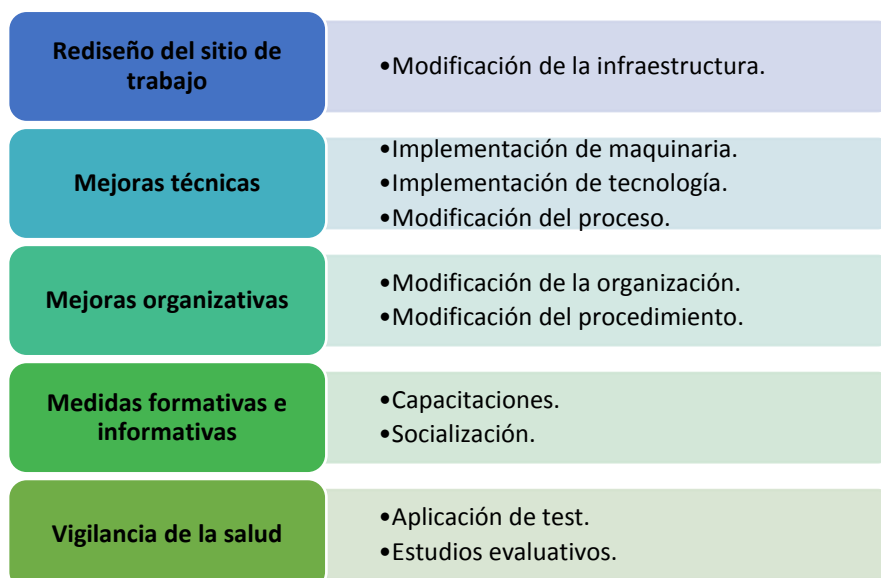 Rediseño del sitio de
trabajo
•Modificación de la infraestructura.
Mejoras técnicas
•Implementación de maquinaria.
•Implementación de tecnología.
•Modificación del proceso.
Mejoras organizativas
•Modificación de la organización.
•Modificación del procedimiento.
Medidas formativas e
informativas
•Capacitaciones.
•Socialización.
Vigilancia de la salud
•Aplicación de test.
•Estudios evaluativos.